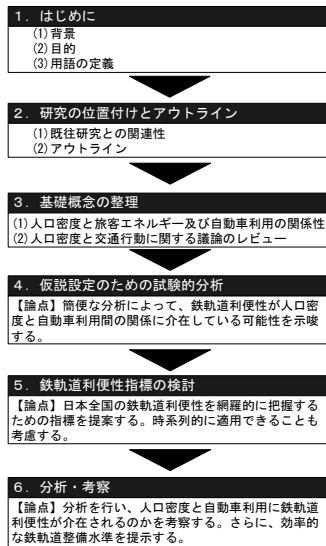 １．はじめに
(1)背景
(2)目的
(3)用語の定義
２．研究の位置付けとアウトライン
(1)既往研究との関連性
(2)アウトライン
３．基礎概念の整理
(1)人口密度と旅客エネルギー及び自動車利用の関係性
(2)人口密度と交通行動に関する議論のレビュー
４．仮説設定のための試験的分析
【論点】簡便な分析によって、鉄軌道利便性が人口密
度と自動車利用間の関係に介在している可能性を示唆
する。
５．鉄軌道利便性指標の検討
【論点】日本全国の鉄軌道利便性を網羅的に把握する
ための指標を提案する。時系列的に適用できることも
考慮する。
６．分析・考察
【論点】分析を行い、人口密度と自動車利用に鉄軌道
利便性が介在されるのかを考察する。さらに、効率的
な鉄軌道整備水準を提示する。